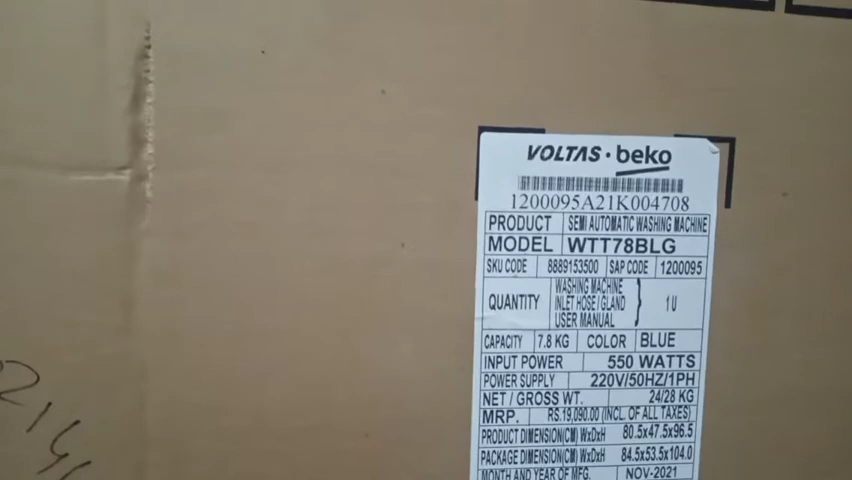 VOLTAS · beko
1200095A21K004708
PRODUCT SEMI AUTOMATIC WASHING MACHINE
MODEL WTT78BLG
SKU CODE 8889153500 SAP CODE 1200095
QUANTITY WASHING MACHINE INLET HOSE / GLAND USER MANUAL } 1 U
CAPACITY 7.8 KG COLOR BLUE
INPUT POWER 550 WATTS
POWER SUPPLY 220V/50HZ/1PH
NET / GROSS WT. 24/28 KG
MRP. RS.19,090.00 (INCL. OF ALL TAXES)
PRODUCT DIMENSION(CM) WxDxH 80.5x47.5x96.5
PACKAGE DIMENSION(CM) WxDxH 84.5x53.5x104.0
MONTH AND YEAR OF MFG. NOV-2021